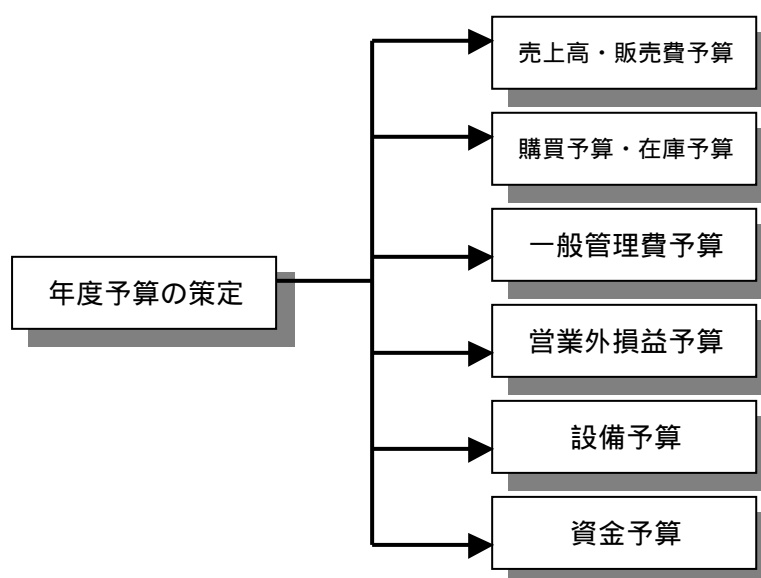 売上高・販売費予算
購買予算・在庫予算
一般管理費予算
年度予算の策定
営業外損益予算
設備予算
資金予算